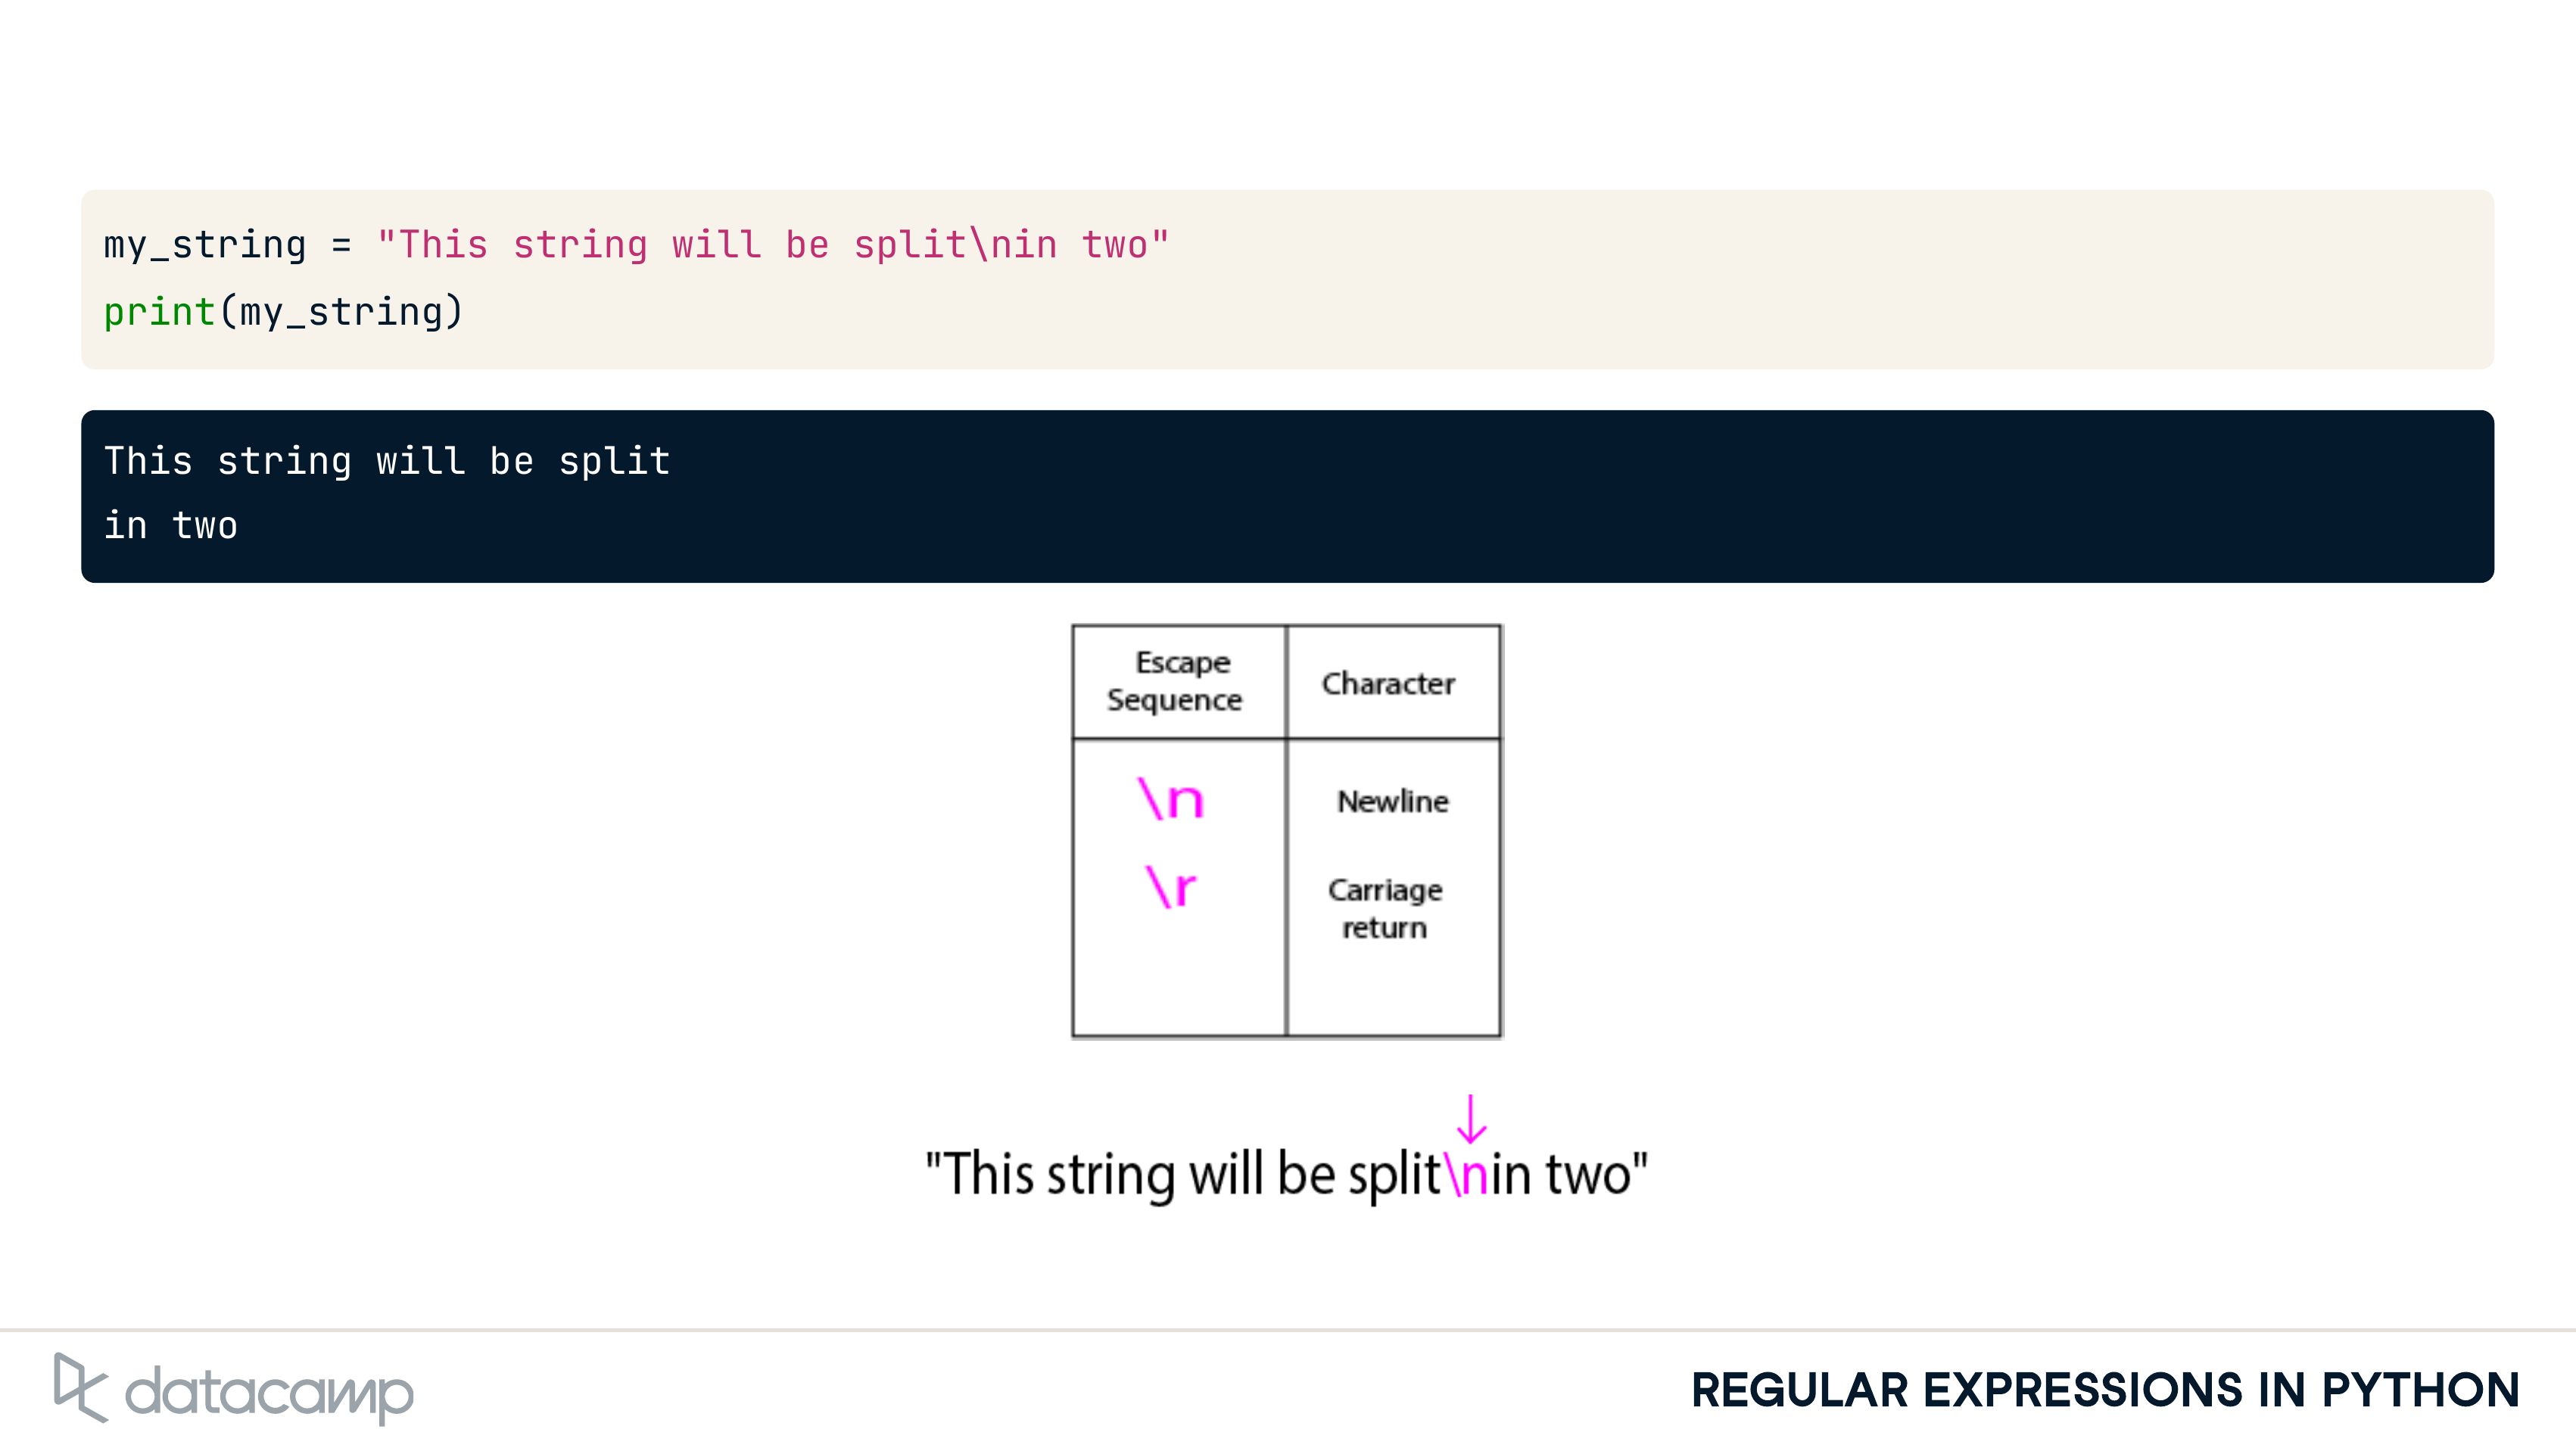 my_string = "This string will be split\nin two"
print(my_string)
This string will be split
in two
Escape
Sequence
Character
\n
Newline
\r
Carriage
return
↓
"This string will be split\nin two"
datacamp
REGULAR EXPRESSIONS IN PYTHON